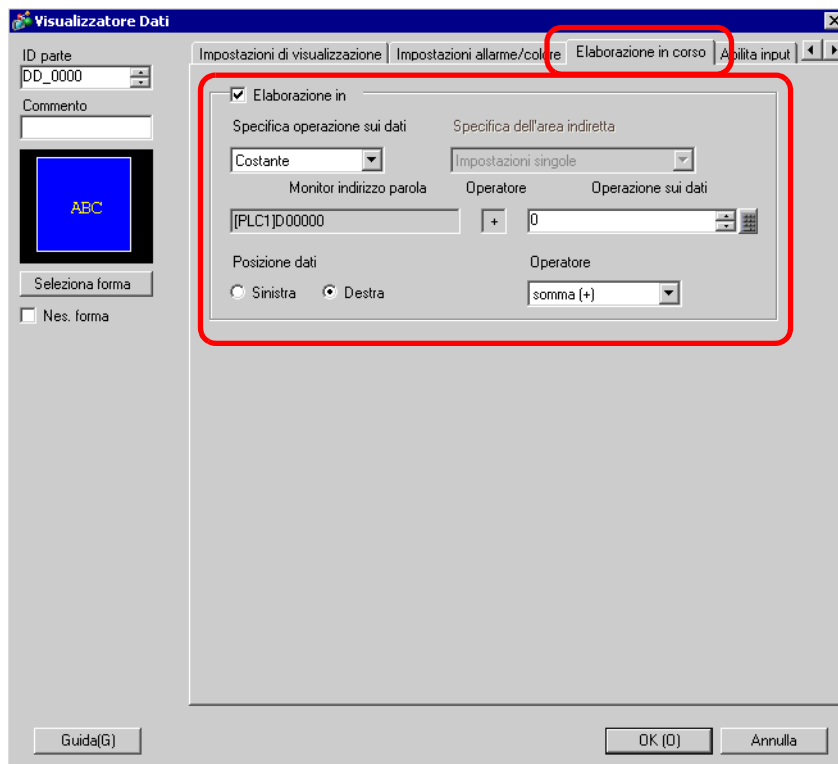 Visualizzatore Dati
ID parte
DD_0000
Commento
ABC
Seleziona forma
Nes. forma
Impostazioni di visualizzazione
Impostazioni allarme/colore
Elaborazione in corso
Abilita input
Elaborazione in
Specifica operazione sui dati
Specifica dell'area indiretta
Costante
Impostazioni singole
Monitor indirizzo parola
Operatore
Operazione sui dati
[PLC1]D00000
+
0
Posizione dati
Operatore
Sinistra
Destra
somma (+)
Guida(G)
OK (O)
Annulla